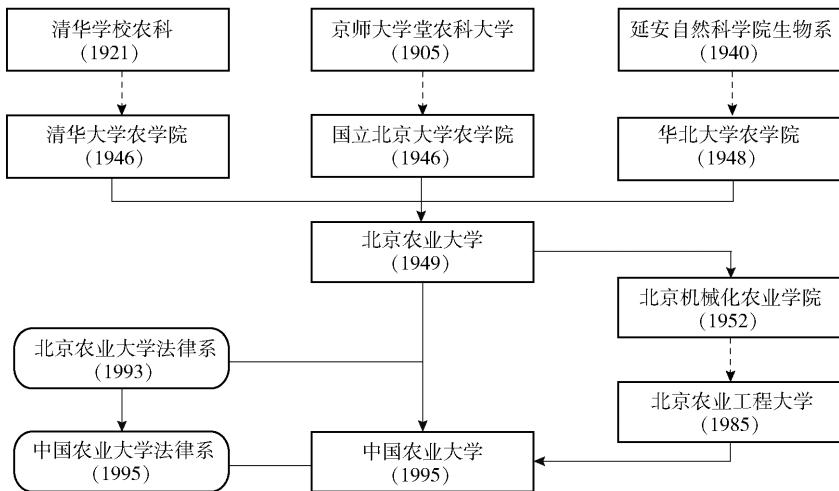 清华学校农科
(1921)
京师大学堂农科大学
(1905)
延安自然科学院生物系
(1940)
清华大学农学院
(1946)
国立北京大学农学院
(1946)
华北大学农学院
(1948)
北京农业大学
(1949)
北京机械化农业学院
(1952)
北京农业大学法律系
(1993)
北京农业工程大学
(1985)
中国农业大学法律系
(1995)
中国农业大学
(1995)